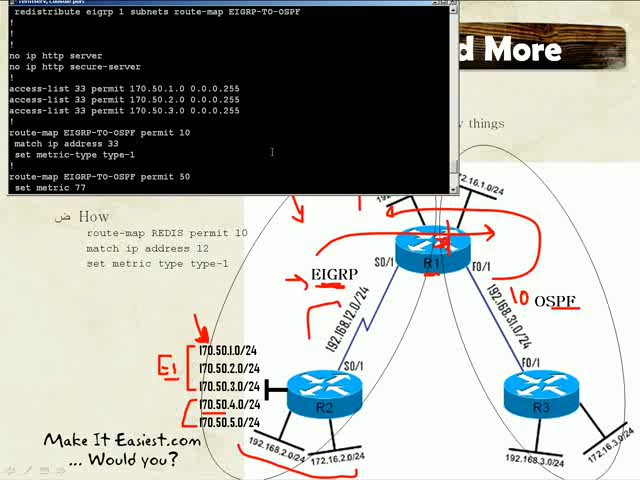 redistribute eigrp 1 subnets route-map EIGRP-TO-OSPF
!
!
!
no ip http server
no ip http secure-server
!
access-list 33 permit 170.50.1.0 0.0.0.255
access-list 33 permit 170.50.2.0 0.0.0.255
access-list 33 permit 170.50.3.0 0.0.0.255
!
route-map EIGRP-TO-OSPF permit 10
match ip address 33
set metric-type type-1
!
route-map EIGRP-TO-OSPF permit 50
set metric 77
d More
things
ض How
route-map REDIS permit 10
match ip address 12
set metric type type-1
72.16.1.0/24
R1
S0/1
F0/1
EIGRP
10 OSPF
192.168.12.0/24
192.168.31.0/24
170.50.1.0/24
170.50.2.0/24
170.50.3.0/24
170.50.4.0/24
170.50.5.0/24
E1
S0/1
R2
F0/1
R3
192.168.2.0/24
172.16.2.0/24
192.168.3.0/24
172.16.3.0/24
Make It Easiest.com
... Would you?